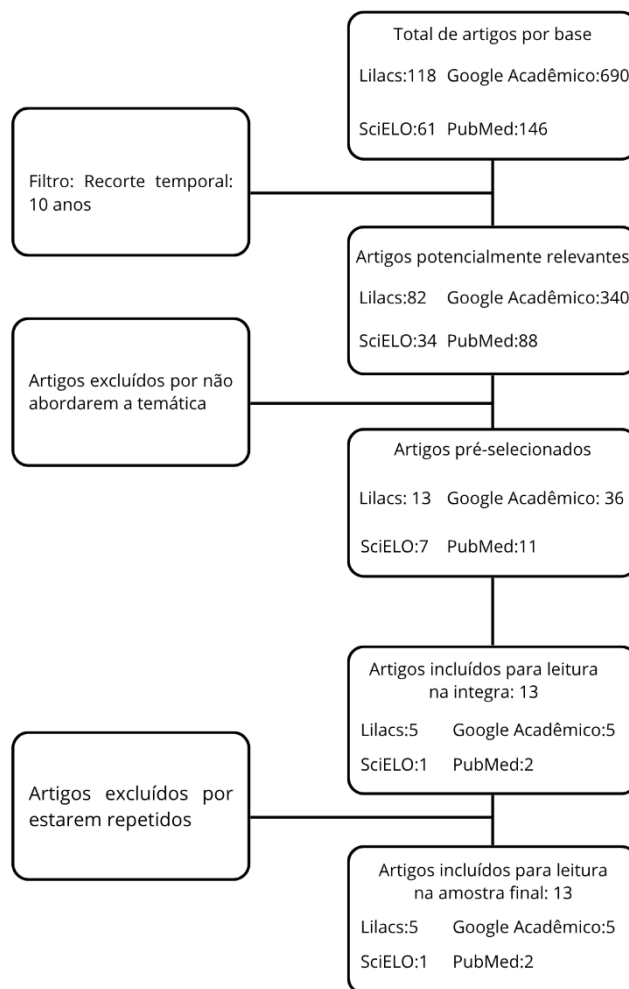 Total de artigos por base
Lilacs:118 Google Acadêmico:690
SciELO:61 PubMed:146
Filtro: Recorte temporal:
10 anos
Artigos potencialmente relevantes
Lilacs:82 Google Acadêmico:340
SciELO:34 PubMed:88
Artigos excluídos por não
abordarem a temática
Artigos pré-selecionados
Lilacs: 13 Google Acadêmico: 36
SciELO:7 PubMed:11
Artigos incluídos para leitura
na integra: 13
Lilacs:5 Google Acadêmico:5
SciELO:1 PubMed:2
Artigos excluídos por
estarem repetidos
Artigos incluídos para leitura
na amostra final: 13
Lilacs:5 Google Acadêmico:5
SciELO:1 PubMed:2